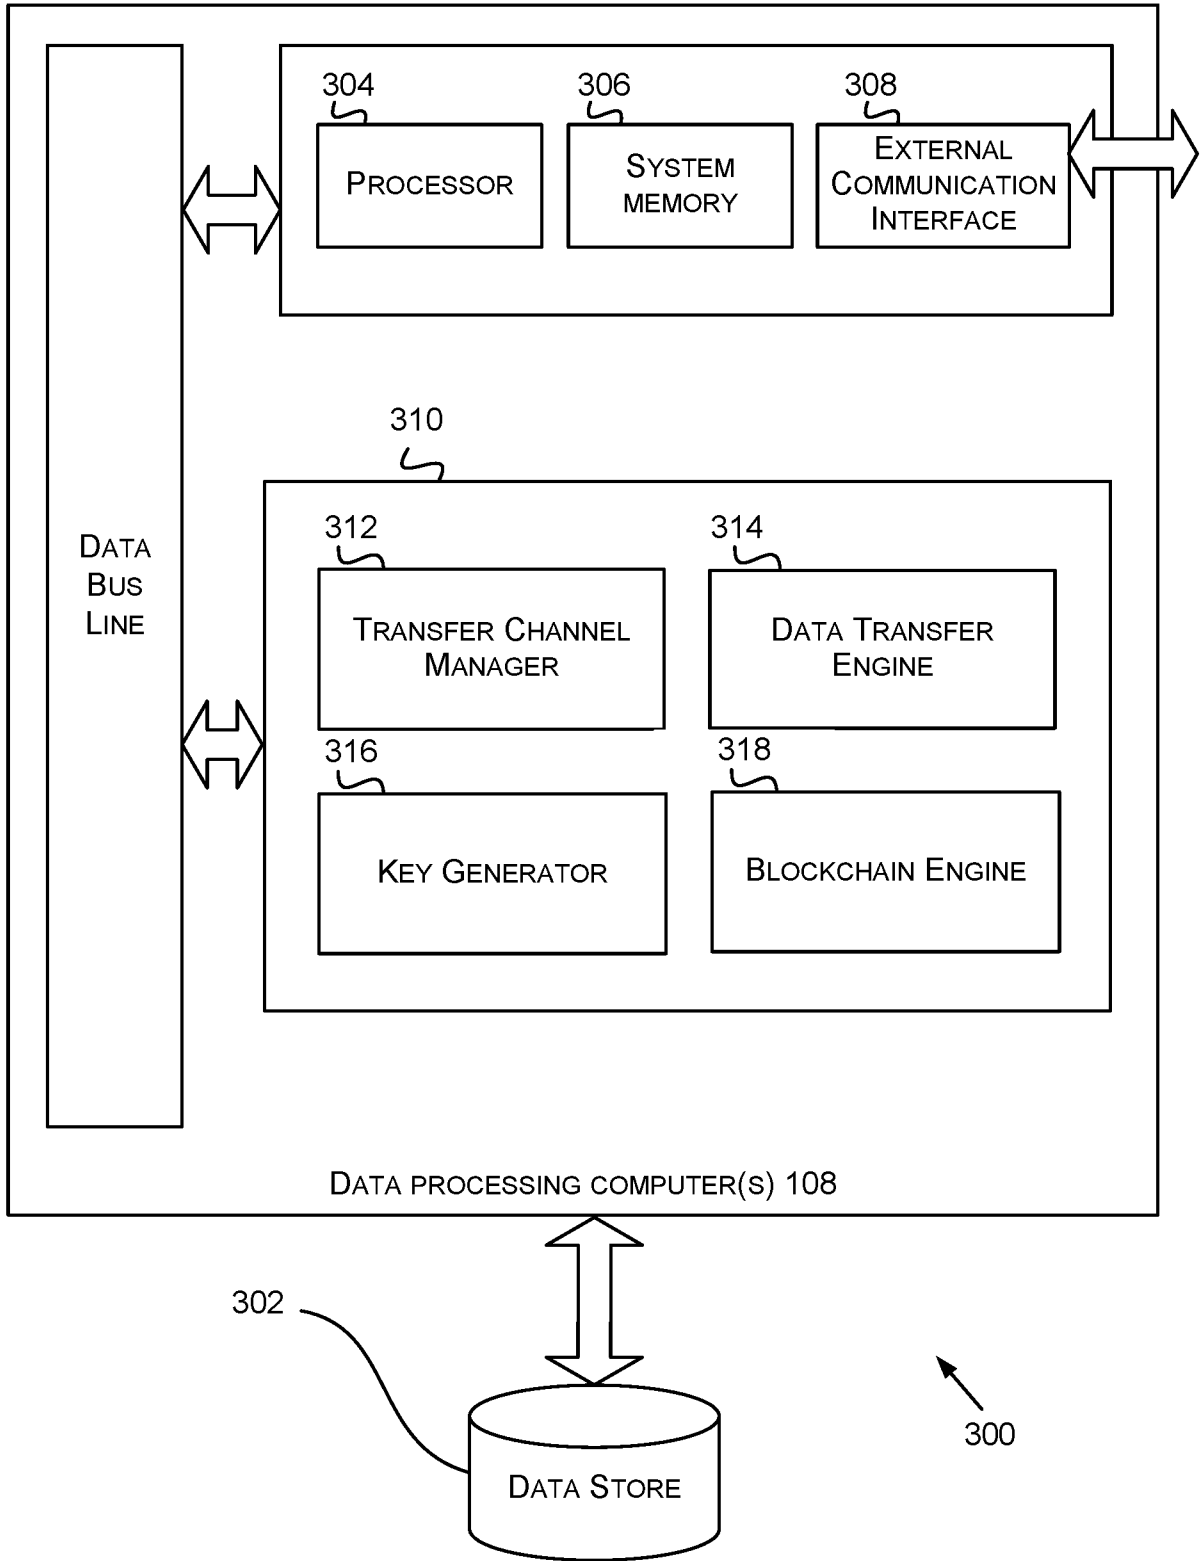 304
306
308
PROCESSOR
SYSTEM
MEMORY
EXTERNAL
COMMUNICATION
INTERFACE
310
DATA
BUS
LINE
312
314
TRANSFER CHANNEL
MANAGER
DATA TRANSFER
ENGINE
316
318
KEY GENERATOR
BLOCKCHAIN ENGINE
DATA PROCESSING COMPUTER(S) 108
302
300
DATA STORE